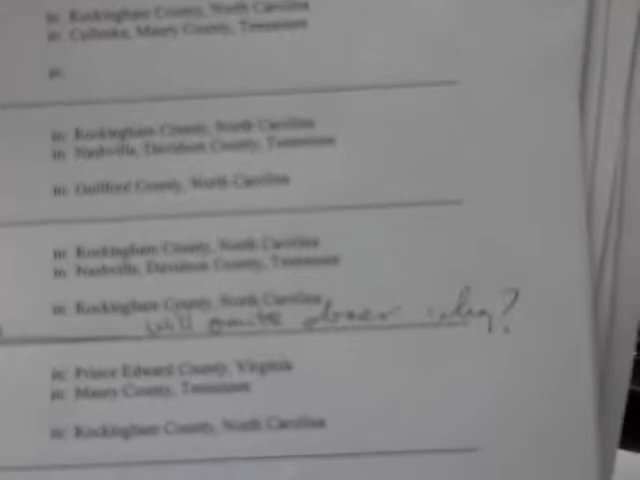 in: Rockingham County, North Carolina
in: Culleoka, Maury County, Tennessee
in:
in: Rockingham County, North Carolina
in: Nashville, Davidson County, Tennessee
in: Guilford County, North Carolina
in: Rockingham County, North Carolina
in: Nashville, Davidson County, Tennessee
in: Rockingham County, North Carolina
will why?
in: Prince Edward County, Virginia
in: Maury County, Tennessee
in: Rockingham County, North Carolina